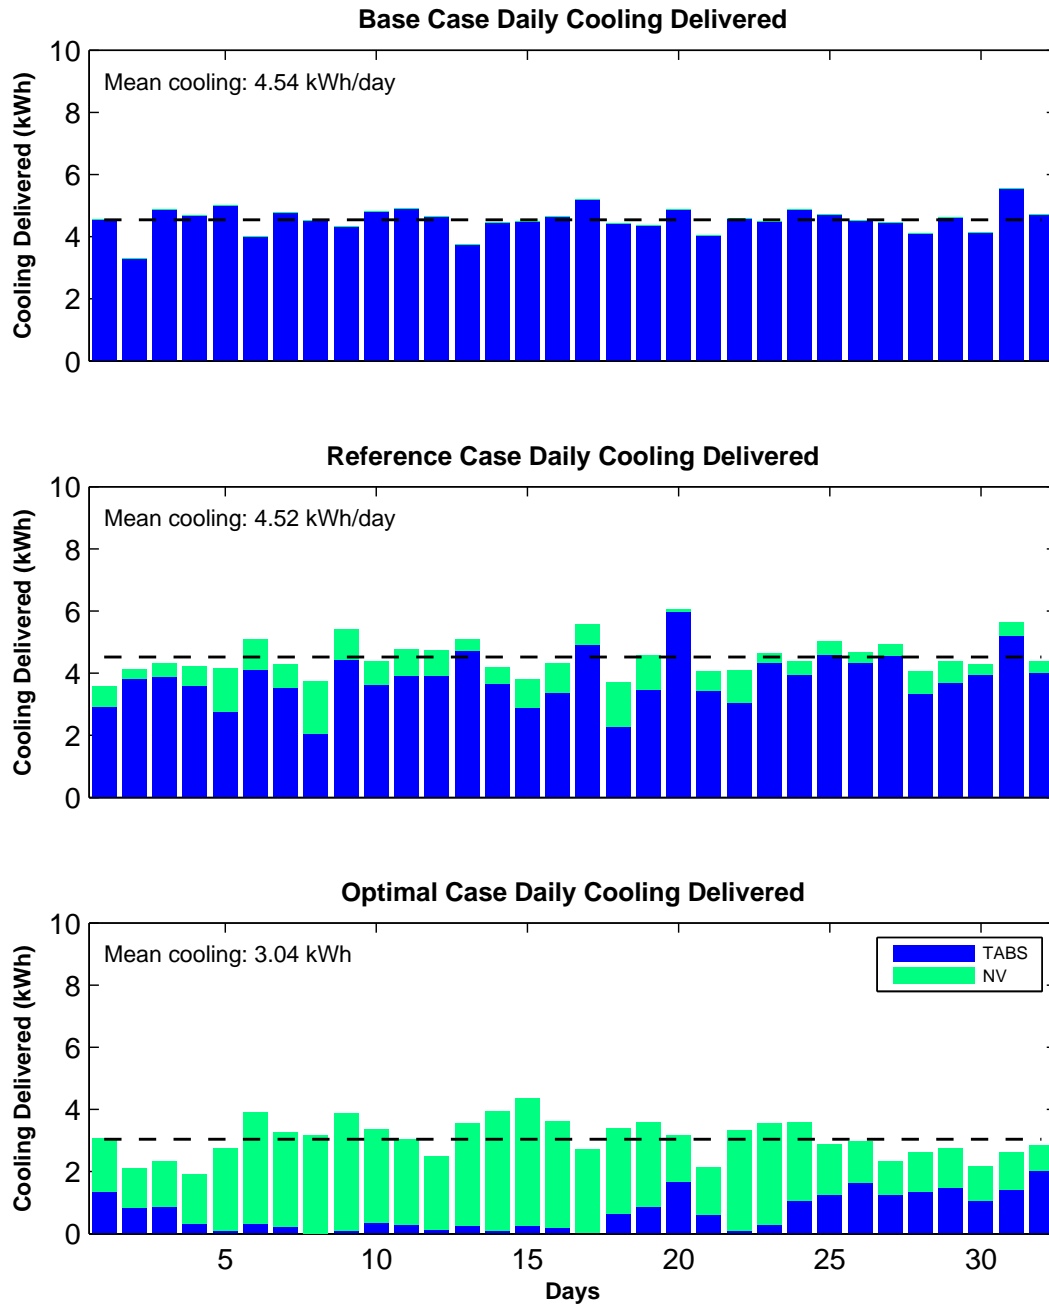 Base Case Daily Cooling Delivered
10
8
6
4
2
0
Cooling Delivered (kWh)
Mean cooling: 4.54 kWh/day
Reference Case Daily Cooling Delivered
10
8
6
4
2
0
Cooling Delivered (kWh)
Mean cooling: 4.52 kWh/day
Optimal Case Daily Cooling Delivered
10
8
6
4
2
0
Cooling Delivered (kWh)
Mean cooling: 3.04 kWh
TABS
NV
5 10 15 20 25 30
Days